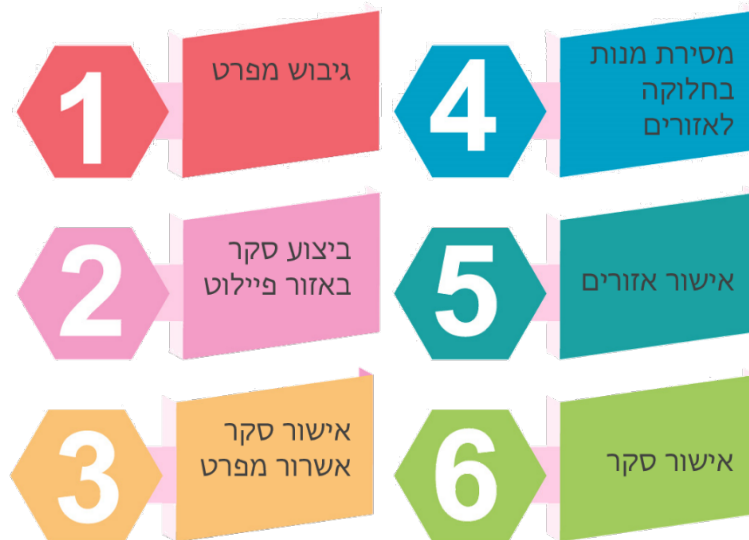 1
גיבוש מפרט
2
ביצוע סקר
באזור פיילוט
3
אישור סקר
אשרור מפרט
4
מסירת מנות
בחלוקה
לאזורים
5
אישור אזורים
6
אישור סקר